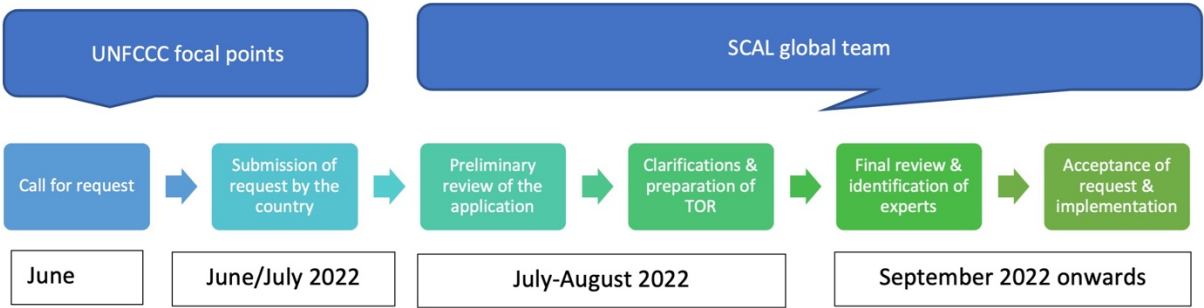 UNFCCC focal points
SCAL global team
Call for request
Submission of
request by the
country
Preliminary
review of the
application
Clarifications &
preparation of
TOR
Final review &
identification of
experts
Acceptance of
request &
implementation
June
June/July 2022
July-August 2022
September 2022 onwards